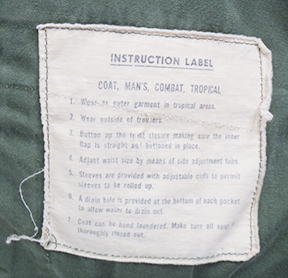 INSTRUCTION LABEL
COAT, MAN'S, COMBAT, TROPICAL
1. Wear as outer garment in tropical areas.
2. Wear outside of trousers.
3. Button up the front closure making sure the inner
flap is straight as buttoned in place.
4. Adjust waist size by means of side adjustment tabs.
5. Sleeves are provided with adjustable cuffs to permit
sleeves to be rolled up.
6. A drain hole is provided at the bottom of each pocket
to allow water to drain out.
7. Coat can be hand laundered. Make sure all soap is
thoroughly rinsed out.